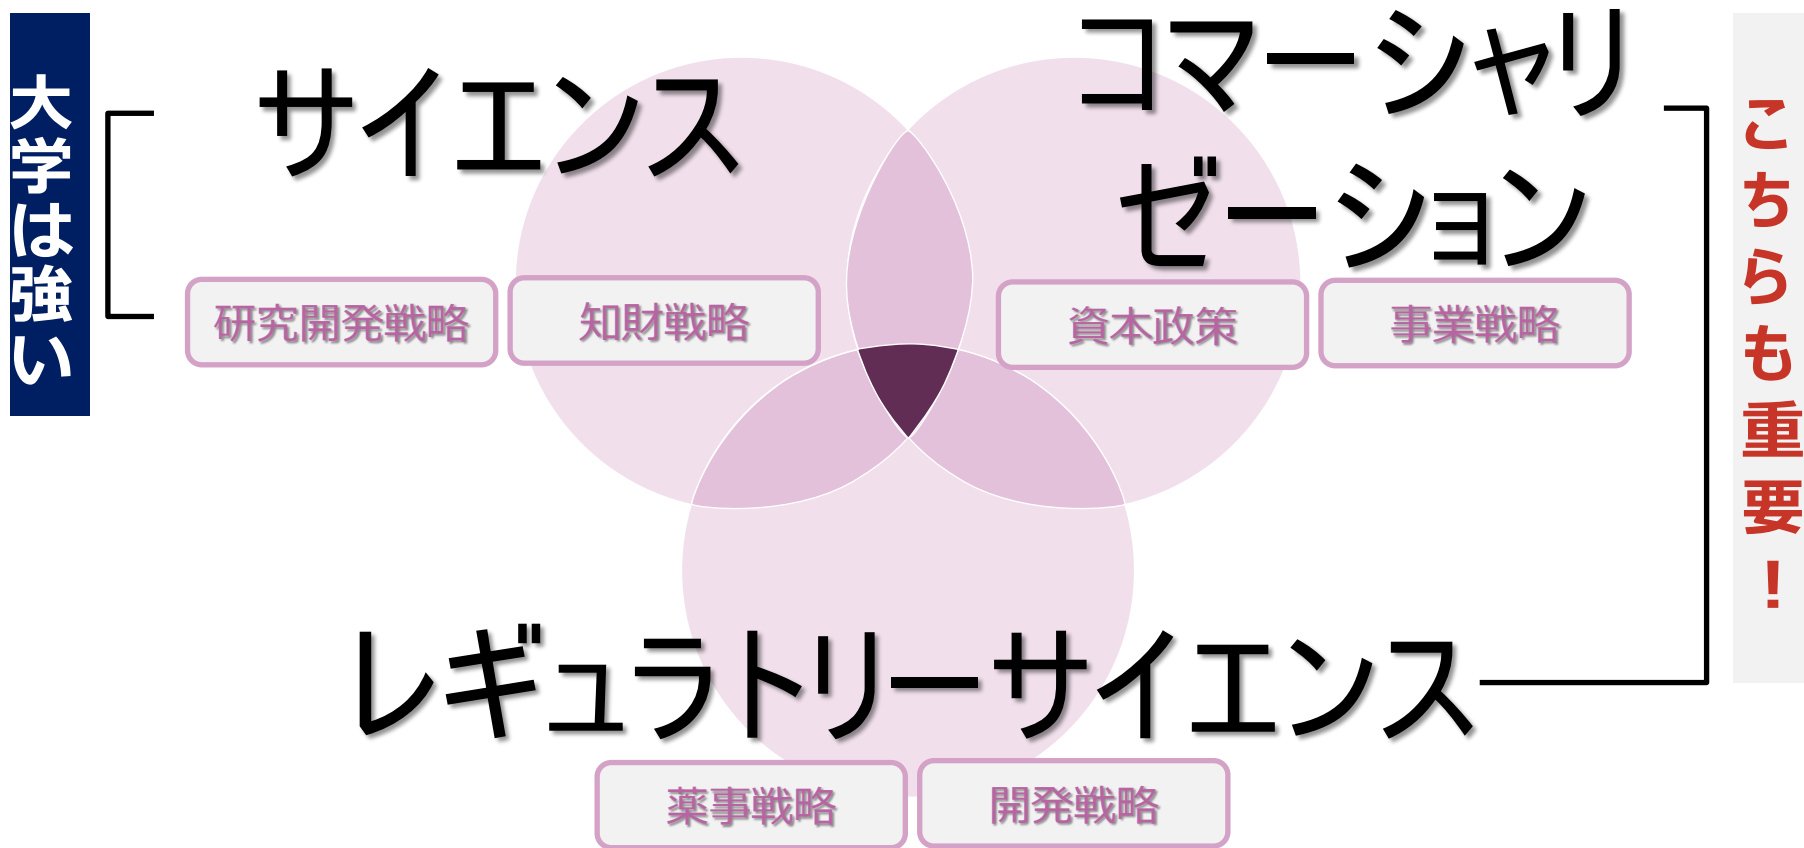 大学は強い
サイエンス
研究開発戦略
知財戦略
コマーシャリ
ゼーション
資本政策
事業戦略
こちらも重要！
レギュラトリーサイエンス
薬事戦略
開発戦略